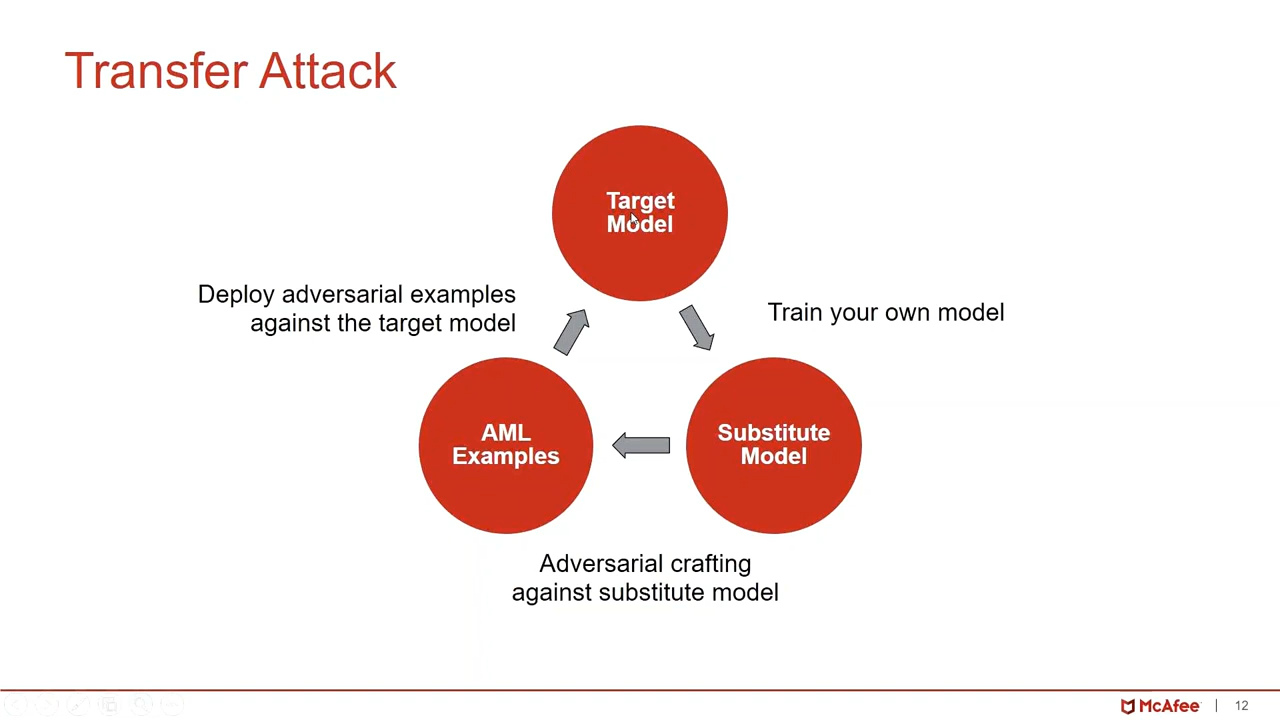 Transfer Attack
Target
Model
Deploy adversarial examples
against the target model
Train your own model
AML
Examples
Substitute
Model
Adversarial crafting
against substitute model
McAfee | 12